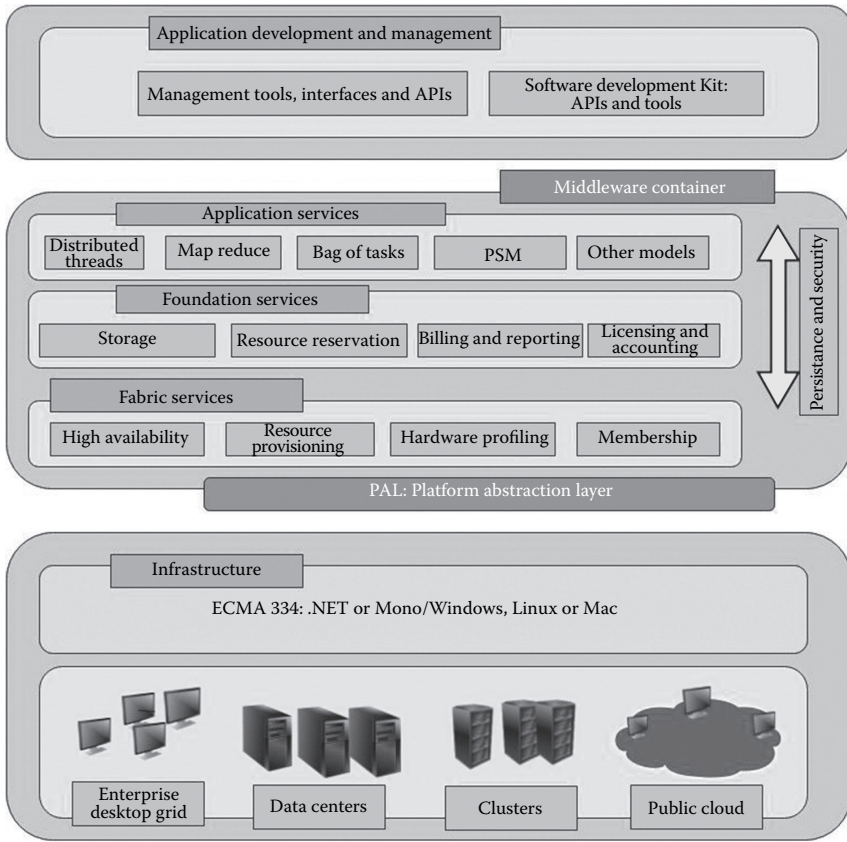 Application development and management
Management tools, interfaces and APIs
Software development Kit:
APIs and tools
Middleware container
Application services
Distributed
threads
Map reduce
Bag of tasks
PSM
Other models
Foundation services
Storage
Resource reservation
Billing and reporting
Licensing and
accounting
Fabric services
High availability
Resource
provisioning
Hardware profiling
Membership
Persistance and security
PAL: Platform abstraction layer
Infrastructure
ECMA 334: .NET or Mono/Windows, Linux or Mac
Enterprise
desktop grid
Data centers
Clusters
Public cloud